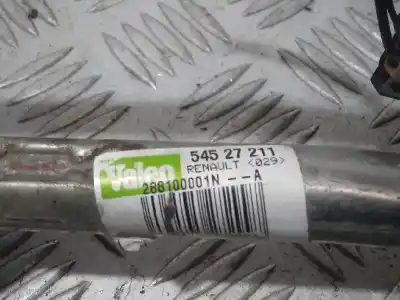 Valeo
545 27 211
RENAULT <029>
288100001N--A